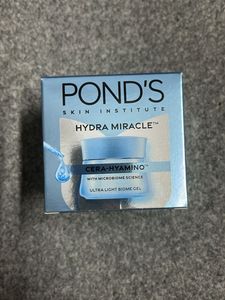 POND'S
SKIN INSTITUTE
HYDRA MIRACLE™
CERA-HYAMINO™
WITH MICROBIOME SCIENCE
ULTRA LIGHT BIOME GEL